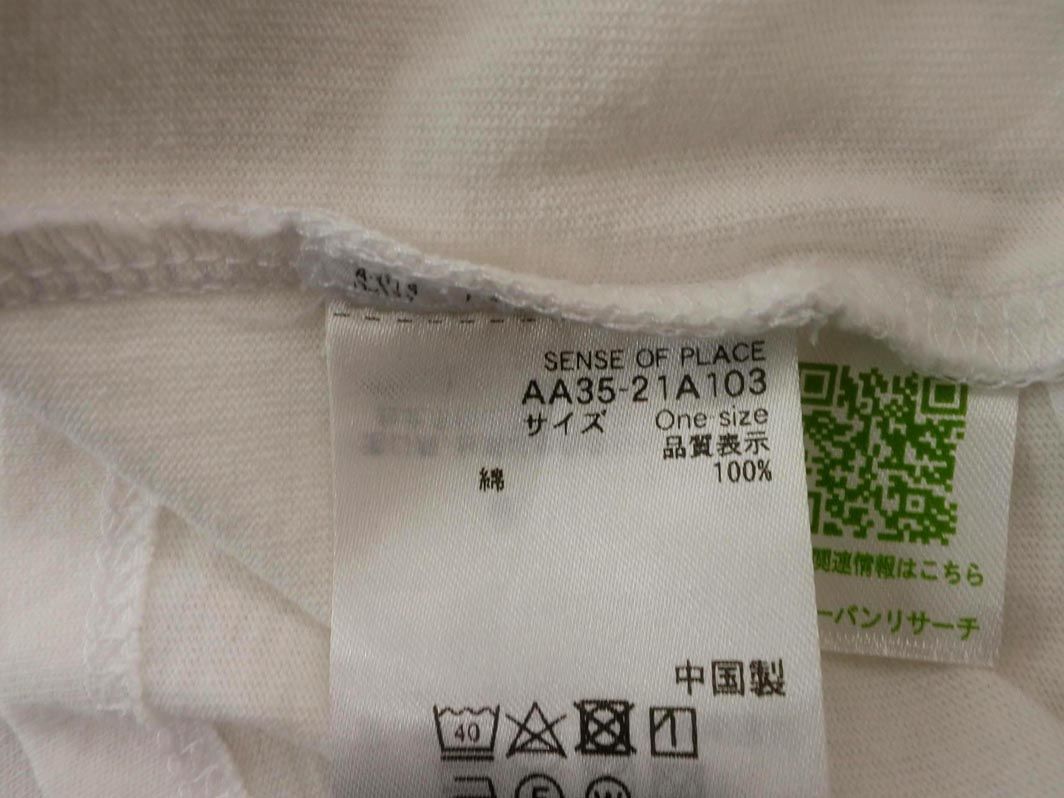 SENSE OF PLACE
AA35-21A103
サイズ One size
品質表示
綿 100%
中国製
40
関連情報はこちら
ーバンリサーチ